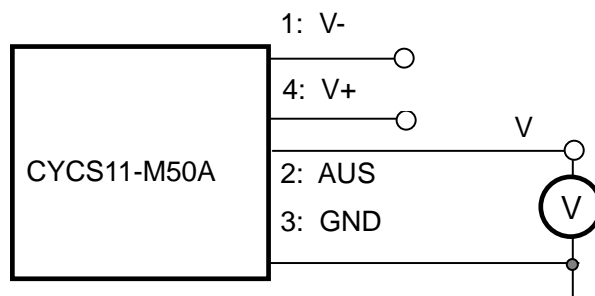 1: V-
4: V+
V
CYCS11-M50A
2: AUS
V
3: GND